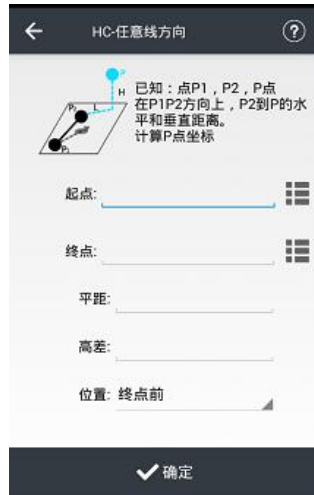 HC-任意线方向
?
P
H
P₂
L
P₁
已知：点P1，P2，P点
在P1P2方向上，P2到P的水
平和垂直距离。
计算P点坐标
起点:
终点:
平距:
高差:
位置: 终点前
确定